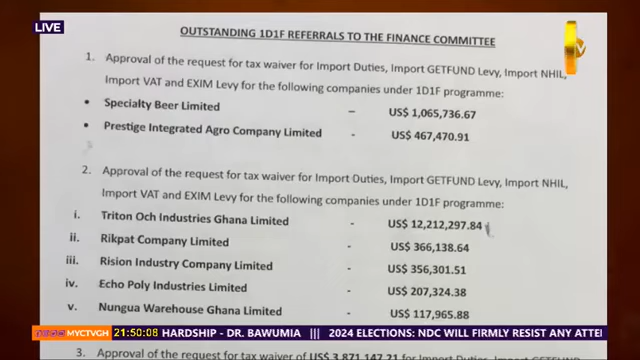 LIVE
OUTSTANDING 1D1F REFERRALS TO THE FINANCE COMMITTEE
1. Approval of the request for tax waiver for Import Duties, Import GETFUND Levy, Import NHIL,
Import VAT and EXIM Levy for the following companies under 1D1F programme:
• Specialty Beer Limited – US$ 1,065,736.67
• Prestige Integrated Agro Company Limited - US$ 467,470.91
2. Approval of the request for tax waiver for Import Duties, Import GETFUND Levy, Import NHIL,
Import VAT and EXIM Levy for the following companies under 1D1F programme:
i. Triton Och Industries Ghana Limited - US$ 12,212,297.84
ii. Rikpat Company Limited - US$ 366,138.64
iii. Rision Industry Company Limited - US$ 356,301.51
iv. Echo Poly Industries Limited - US$ 207,324.38
v. Nungua Warehouse Ghana Limited - US$ 117,965.88
MYCTVGH 21:50:08 HARDSHIP - DR. BAWUMIA ||| 2024 ELECTIONS: NDC WILL FIRMLY RESIST ANY ATTE
3. Approval of the request for tax waiver of US$ 3,871,147.21 for Import Duties, Import GETFUND